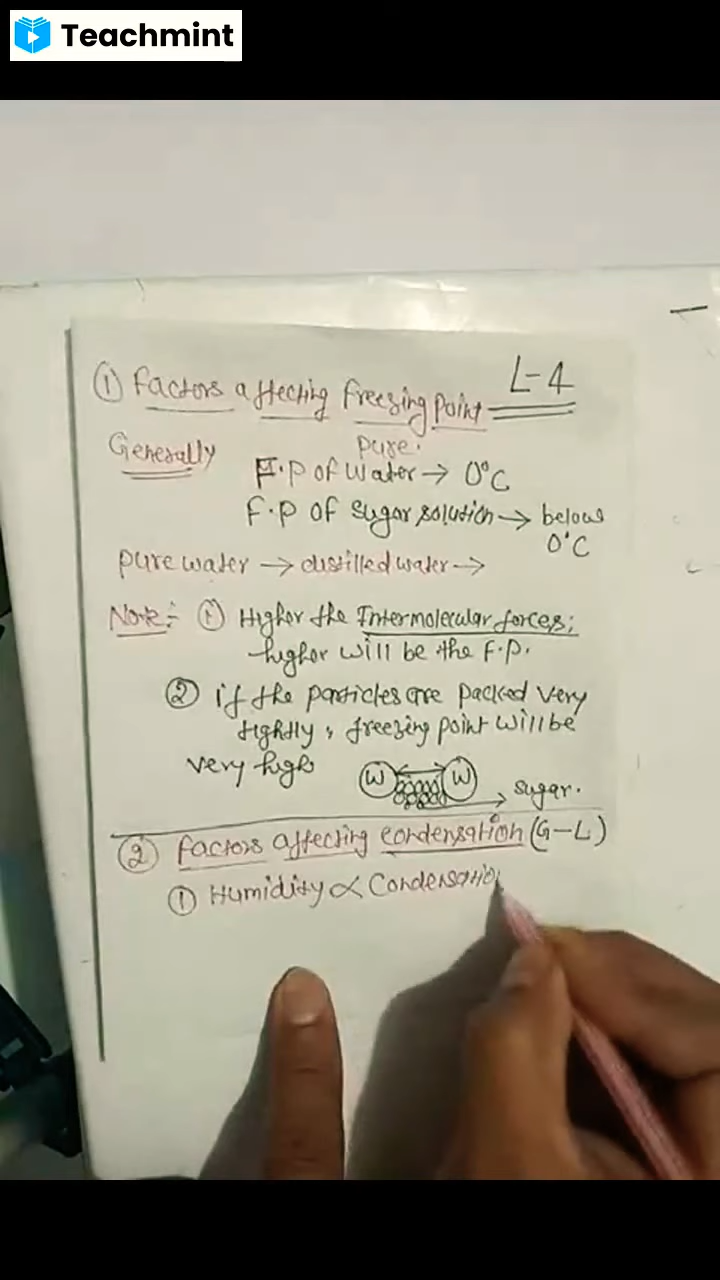 Teachmint
L-4
① Factors affecting freezing point
Generally
pure.
F.P of water → 0°C
F.P of sugar solution → below
0°C
pure water → distilled water →
Note:- ① Higher the Intermolecular forces;
higher will be the F.P.
② if the particles are packed very
tightly, freezing point will be
very high
W W → sugar.
② factors affecting condensation (G-L)
① Humidity ∝ Condensation